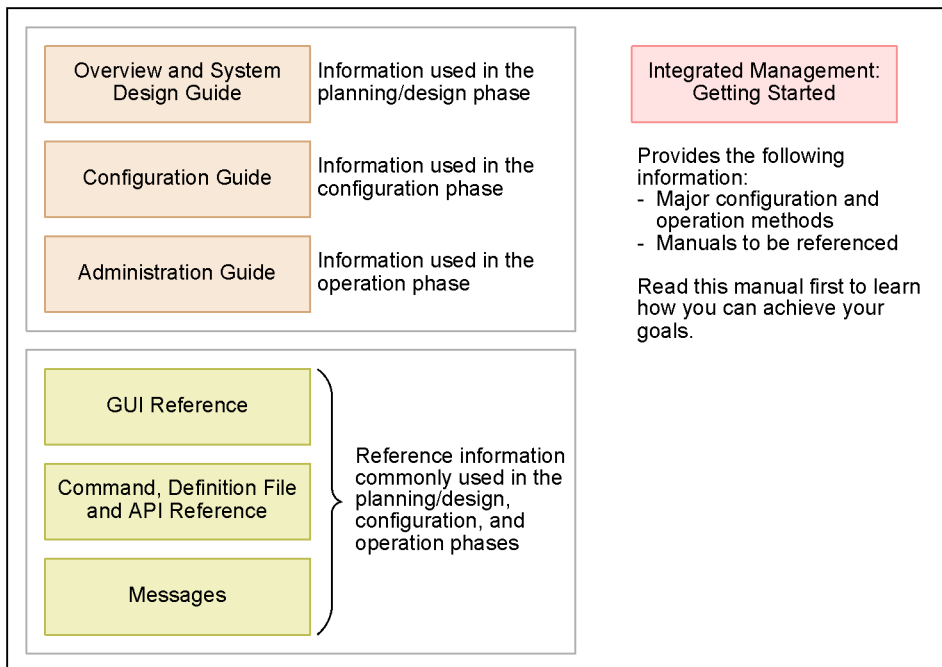 Overview and System
Design Guide
Information used in the
planning/design phase
Configuration Guide
Information used in the
configuration phase
Administration Guide
Information used in the
operation phase
GUI Reference
Command, Definition File
and API Reference
Messages
Reference information
commonly used in the
planning/design,
configuration, and
operation phases
Integrated Management:
Getting Started
Provides the following
information:
- Major configuration and
operation methods
- Manuals to be referenced
Read this manual first to learn
how you can achieve your
goals.